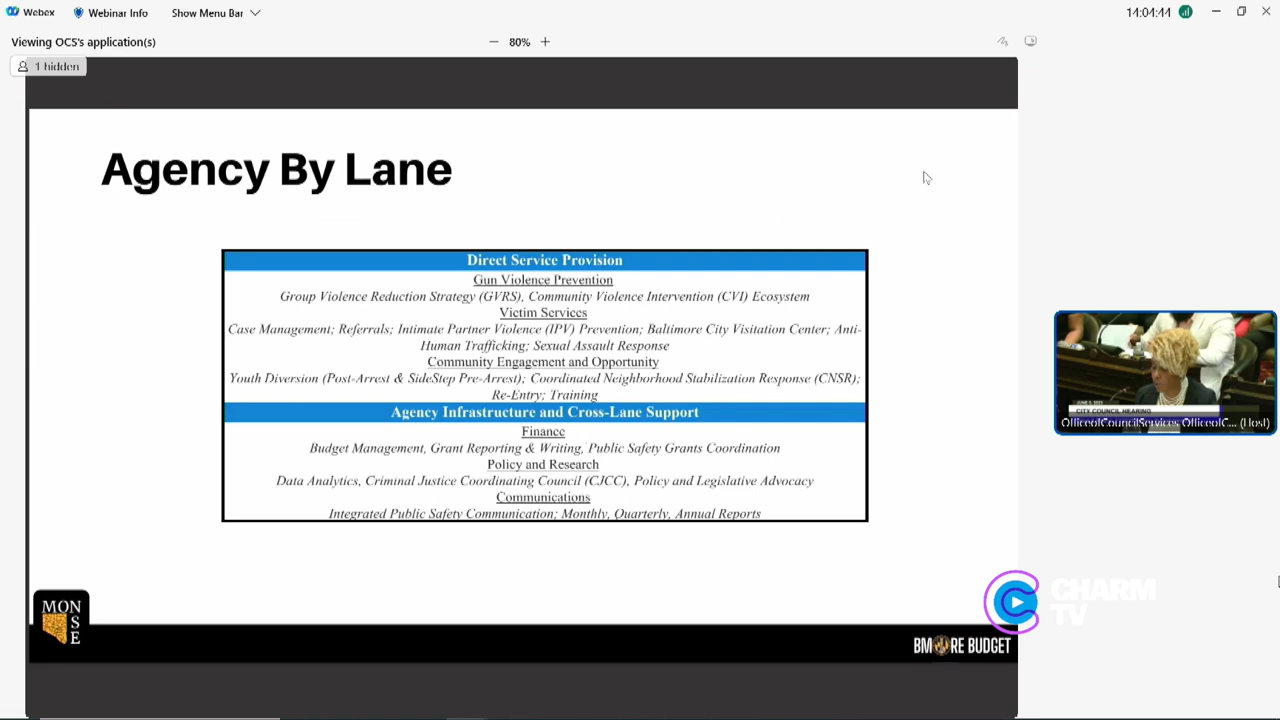 Webex
Webinar Info
Show Menu Bar
14:04:44
Viewing OCS's application(s)
80%
1 hidden
Agency By Lane
Direct Service Provision
Gun Violence Prevention
Group Violence Reduction Strategy (GVRS), Community Violence Intervention (CVI) Ecosystem
Victim Services
Case Management; Referrals; Intimate Partner Violence (IPV) Prevention; Baltimore City Visitation Center; Anti-
Human Trafficking; Sexual Assault Response
Community Engagement and Opportunity
Youth Diversion (Post-Arrest & SideStep Pre-Arrest); Coordinated Neighborhood Stabilization Response (CNSR);
Re-Entry; Training
Agency Infrastructure and Cross-Lane Support
Finance
Budget Management, Grant Reporting & Writing, Public Safety Grants Coordination
Policy and Research
Data Analytics, Criminal Justice Coordinating Council (CJCC), Policy and Legislative Advocacy
Communications
Integrated Public Safety Communication; Monthly, Quarterly, Annual Reports
CITY COUNCIL HEARING
OfficeofCouncilServices OfficeofC... (Host)
CHARM
TV
MON
S
E
BMORE BUDGET